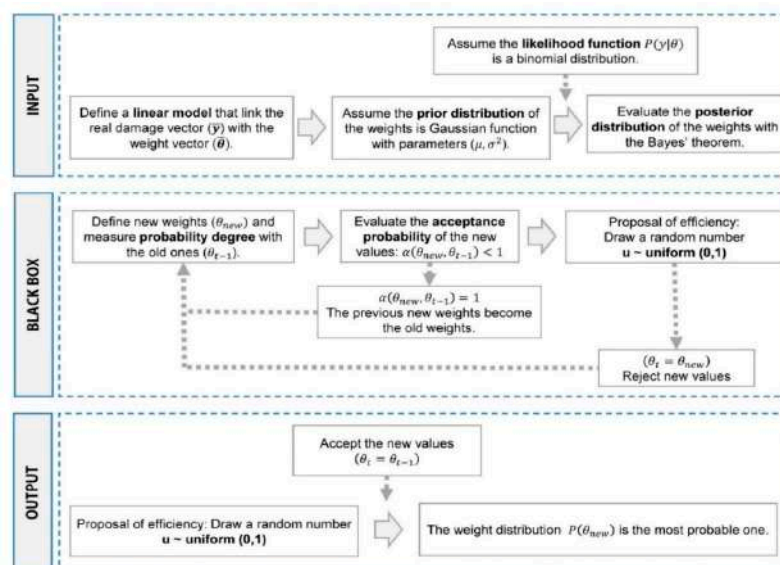 INPUT
Assume the likelihood function P(y|θ)
is a binomial distribution.
Define a linear model that link the
real damage vector (y̅) with the
weight vector (θ̅).
Assume the prior distribution of
the weights is Gaussian function
with parameters (μ, σ²).
Evaluate the posterior
distribution of the weights with
the Bayes' theorem.
BLACK BOX
Define new weights (θnew) and
measure probability degree with
the old ones (θt−1).
Evaluate the acceptance
probability of the new
values: α(θnew, θt−1) < 1
Proposal of efficiency:
Draw a random number
u ~ uniform (0,1)
α(θnew, θt−1) = 1
The previous new weights become
the old weights.
(θt = θnew)
Reject new values
OUTPUT
Accept the new values
(θt = θt−1)
Proposal of efficiency: Draw a random number
u ~ uniform (0,1)
The weight distribution P(θnew) is the most probable one.